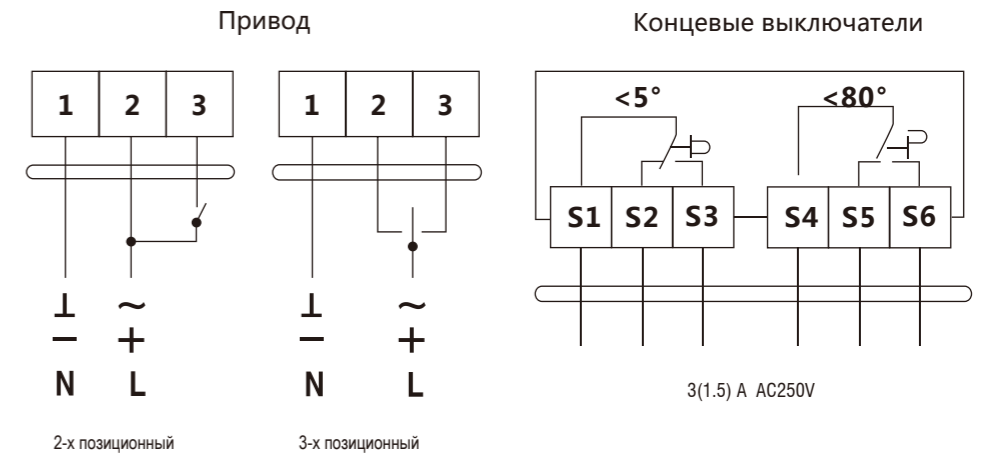 Привод
Концевые выключатели
1 2 3
1 2 3
<5°
<80°
S1 S2 S3
S4 S5 S6
⊥ ~
− +
N L
⊥ ~
− +
N L
3(1.5) A AC250V
2-х позиционный
3-х позиционный